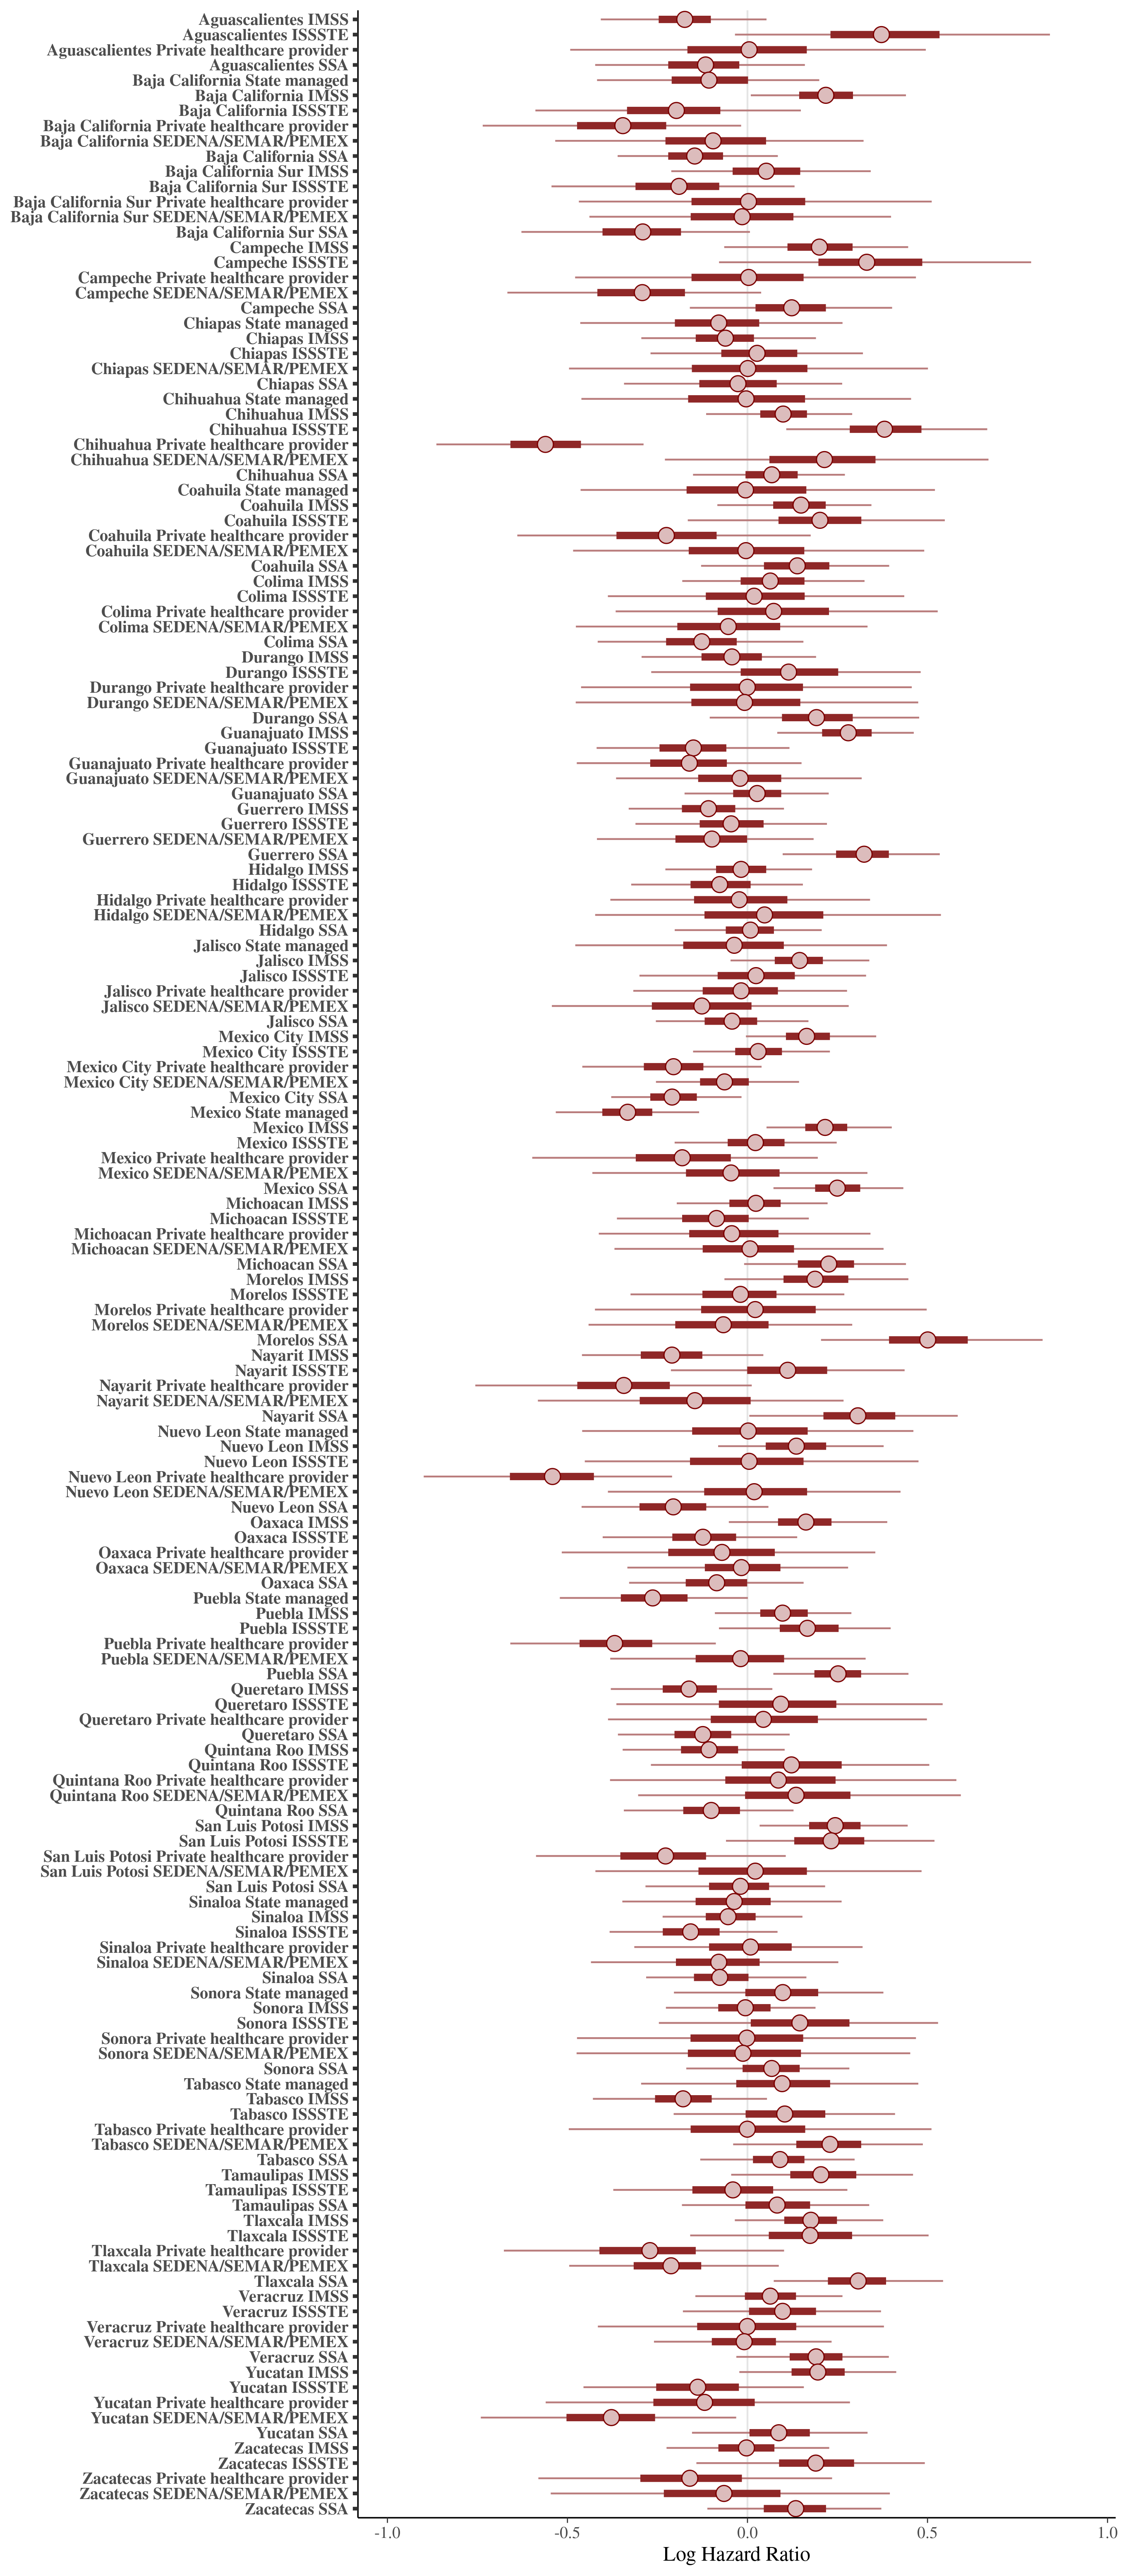 Aguascalientes IMSS
Aguascalientes ISSSTE
Aguascalientes Private healthcare provider
Aguascalientes SSA
Baja California State managed
Baja California IMSS
Baja California ISSSTE
Baja California Private healthcare provider
Baja California SEDENA/SEMAR/PEMEX
Baja California SSA
Baja California Sur IMSS
Baja California Sur ISSSTE
Baja California Sur Private healthcare provider
Baja California Sur SEDENA/SEMAR/PEMEX
Baja California Sur SSA
Campeche IMSS
Campeche ISSSTE
Campeche Private healthcare provider
Campeche SEDENA/SEMAR/PEMEX
Campeche SSA
Chiapas State managed
Chiapas IMSS
Chiapas ISSSTE
Chiapas SEDENA/SEMAR/PEMEX
Chiapas SSA
Chihuahua State managed
Chihuahua IMSS
Chihuahua ISSSTE
Chihuahua Private healthcare provider
Chihuahua SEDENA/SEMAR/PEMEX
Chihuahua SSA
Coahuila State managed
Coahuila IMSS
Coahuila ISSSTE
Coahuila Private healthcare provider
Coahuila SEDENA/SEMAR/PEMEX
Coahuila SSA
Colima IMSS
Colima ISSSTE
Colima Private healthcare provider
Colima SEDENA/SEMAR/PEMEX
Colima SSA
Durango IMSS
Durango ISSSTE
Durango Private healthcare provider
Durango SEDENA/SEMAR/PEMEX
Durango SSA
Guanajuato IMSS
Guanajuato ISSSTE
Guanajuato Private healthcare provider
Guanajuato SEDENA/SEMAR/PEMEX
Guanajuato SSA
Guerrero IMSS
Guerrero ISSSTE
Guerrero SEDENA/SEMAR/PEMEX
Guerrero SSA
Hidalgo IMSS
Hidalgo ISSSTE
Hidalgo Private healthcare provider
Hidalgo SEDENA/SEMAR/PEMEX
Hidalgo SSA
Jalisco State managed
Jalisco IMSS
Jalisco ISSSTE
Jalisco Private healthcare provider
Jalisco SEDENA/SEMAR/PEMEX
Jalisco SSA
Mexico City IMSS
Mexico City ISSSTE
Mexico City Private healthcare provider
Mexico City SEDENA/SEMAR/PEMEX
Mexico City SSA
Mexico State managed
Mexico IMSS
Mexico ISSSTE
Mexico Private healthcare provider
Mexico SEDENA/SEMAR/PEMEX
Mexico SSA
Michoacan IMSS
Michoacan ISSSTE
Michoacan Private healthcare provider
Michoacan SEDENA/SEMAR/PEMEX
Michoacan SSA
Morelos IMSS
Morelos ISSSTE
Morelos Private healthcare provider
Morelos SEDENA/SEMAR/PEMEX
Morelos SSA
Nayarit IMSS
Nayarit ISSSTE
Nayarit Private healthcare provider
Nayarit SEDENA/SEMAR/PEMEX
Nayarit SSA
Nuevo Leon State managed
Nuevo Leon IMSS
Nuevo Leon ISSSTE
Nuevo Leon Private healthcare provider
Nuevo Leon SEDENA/SEMAR/PEMEX
Nuevo Leon SSA
Oaxaca IMSS
Oaxaca ISSSTE
Oaxaca Private healthcare provider
Oaxaca SEDENA/SEMAR/PEMEX
Oaxaca SSA
Puebla State managed
Puebla IMSS
Puebla ISSSTE
Puebla Private healthcare provider
Puebla SEDENA/SEMAR/PEMEX
Puebla SSA
Queretaro IMSS
Queretaro ISSSTE
Queretaro Private healthcare provider
Queretaro SSA
Quintana Roo IMSS
Quintana Roo ISSSTE
Quintana Roo Private healthcare provider
Quintana Roo SEDENA/SEMAR/PEMEX
Quintana Roo SSA
San Luis Potosi IMSS
San Luis Potosi ISSSTE
San Luis Potosi Private healthcare provider
San Luis Potosi SEDENA/SEMAR/PEMEX
San Luis Potosi SSA
Sinaloa State managed
Sinaloa IMSS
Sinaloa ISSSTE
Sinaloa Private healthcare provider
Sinaloa SEDENA/SEMAR/PEMEX
Sinaloa SSA
Sonora State managed
Sonora IMSS
Sonora ISSSTE
Sonora Private healthcare provider
Sonora SEDENA/SEMAR/PEMEX
Sonora SSA
Tabasco State managed
Tabasco IMSS
Tabasco ISSSTE
Tabasco Private healthcare provider
Tabasco SEDENA/SEMAR/PEMEX
Tabasco SSA
Tamaulipas IMSS
Tamaulipas ISSSTE
Tamaulipas SSA
Tlaxcala IMSS
Tlaxcala ISSSTE
Tlaxcala Private healthcare provider
Tlaxcala SEDENA/SEMAR/PEMEX
Tlaxcala SSA
Veracruz IMSS
Veracruz ISSSTE
Veracruz Private healthcare provider
Veracruz SEDENA/SEMAR/PEMEX
Veracruz SSA
Yucatan IMSS
Yucatan ISSSTE
Yucatan Private healthcare provider
Yucatan SEDENA/SEMAR/PEMEX
Yucatan SSA
Zacatecas IMSS
Zacatecas ISSSTE
Zacatecas Private healthcare provider
Zacatecas SEDENA/SEMAR/PEMEX
Zacatecas SSA
-1.0 -0.5 0.0 0.5 1.0
Log Hazard Ratio